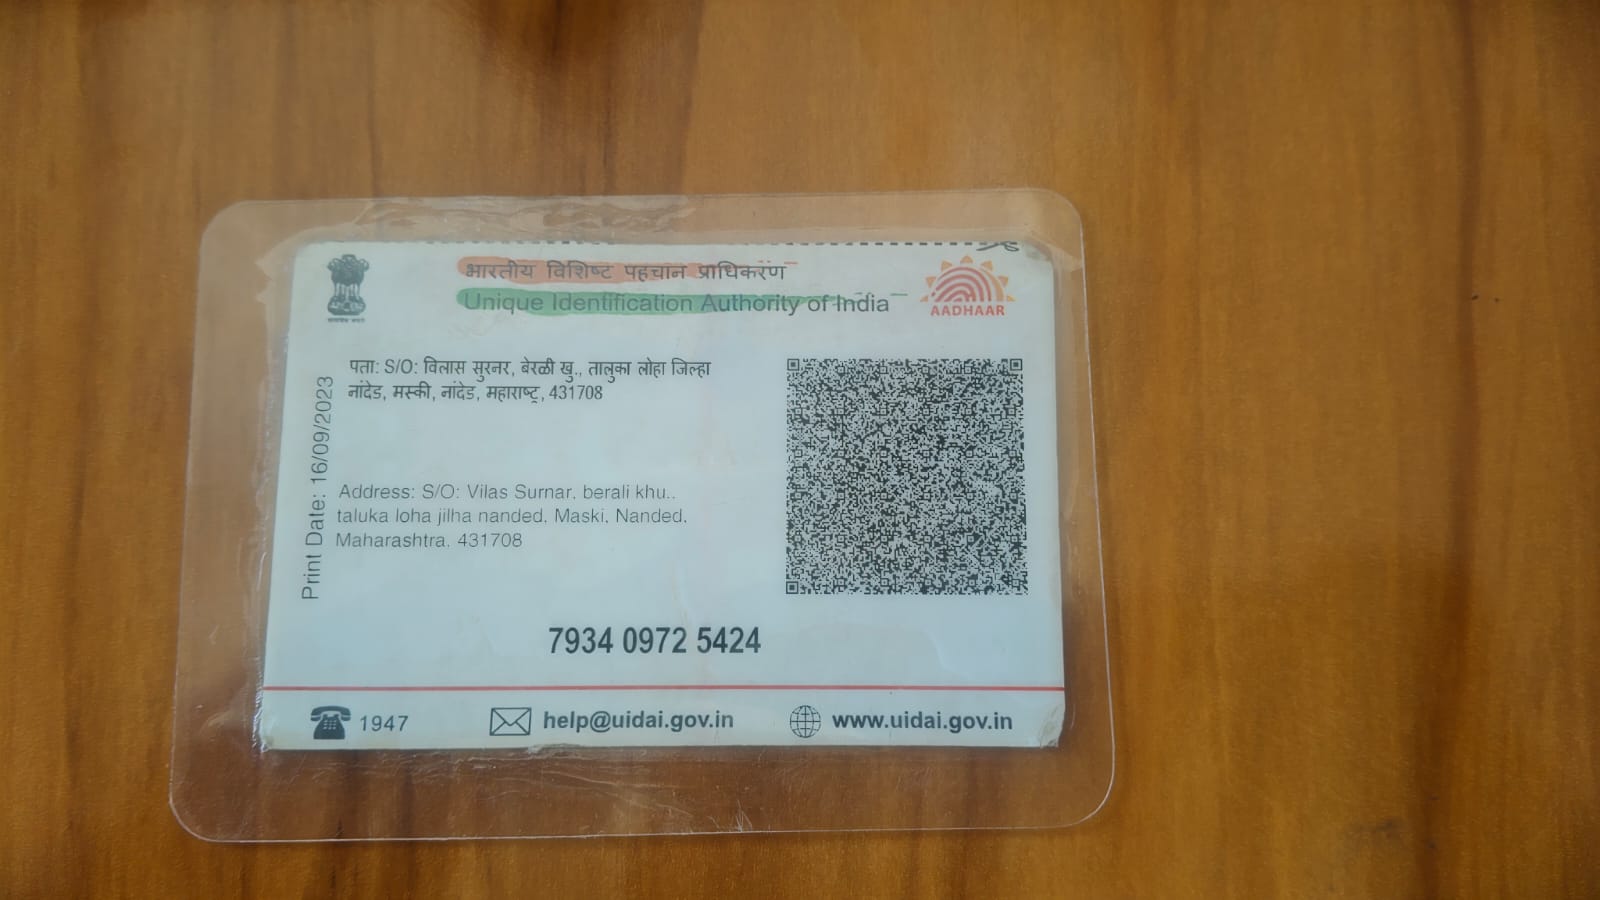 भारतीय विशिष्ट पहचान प्राधिकरण
Unique Identification Authority of India
AADHAAR
पता: S/O: विलास सुरनर, बेरळी खु., तालुका लोहा जिल्हा
नांदेड, मस्की, नांदेड, महाराष्ट्र, 431708
Print Date: 16/09/2023
Address: S/O: Vilas Surnar, berali khu.,
taluka loha jilha nanded, Maski, Nanded,
Maharashtra, 431708
7934 0972 5424
1947
help@uidai.gov.in
www.uidai.gov.in